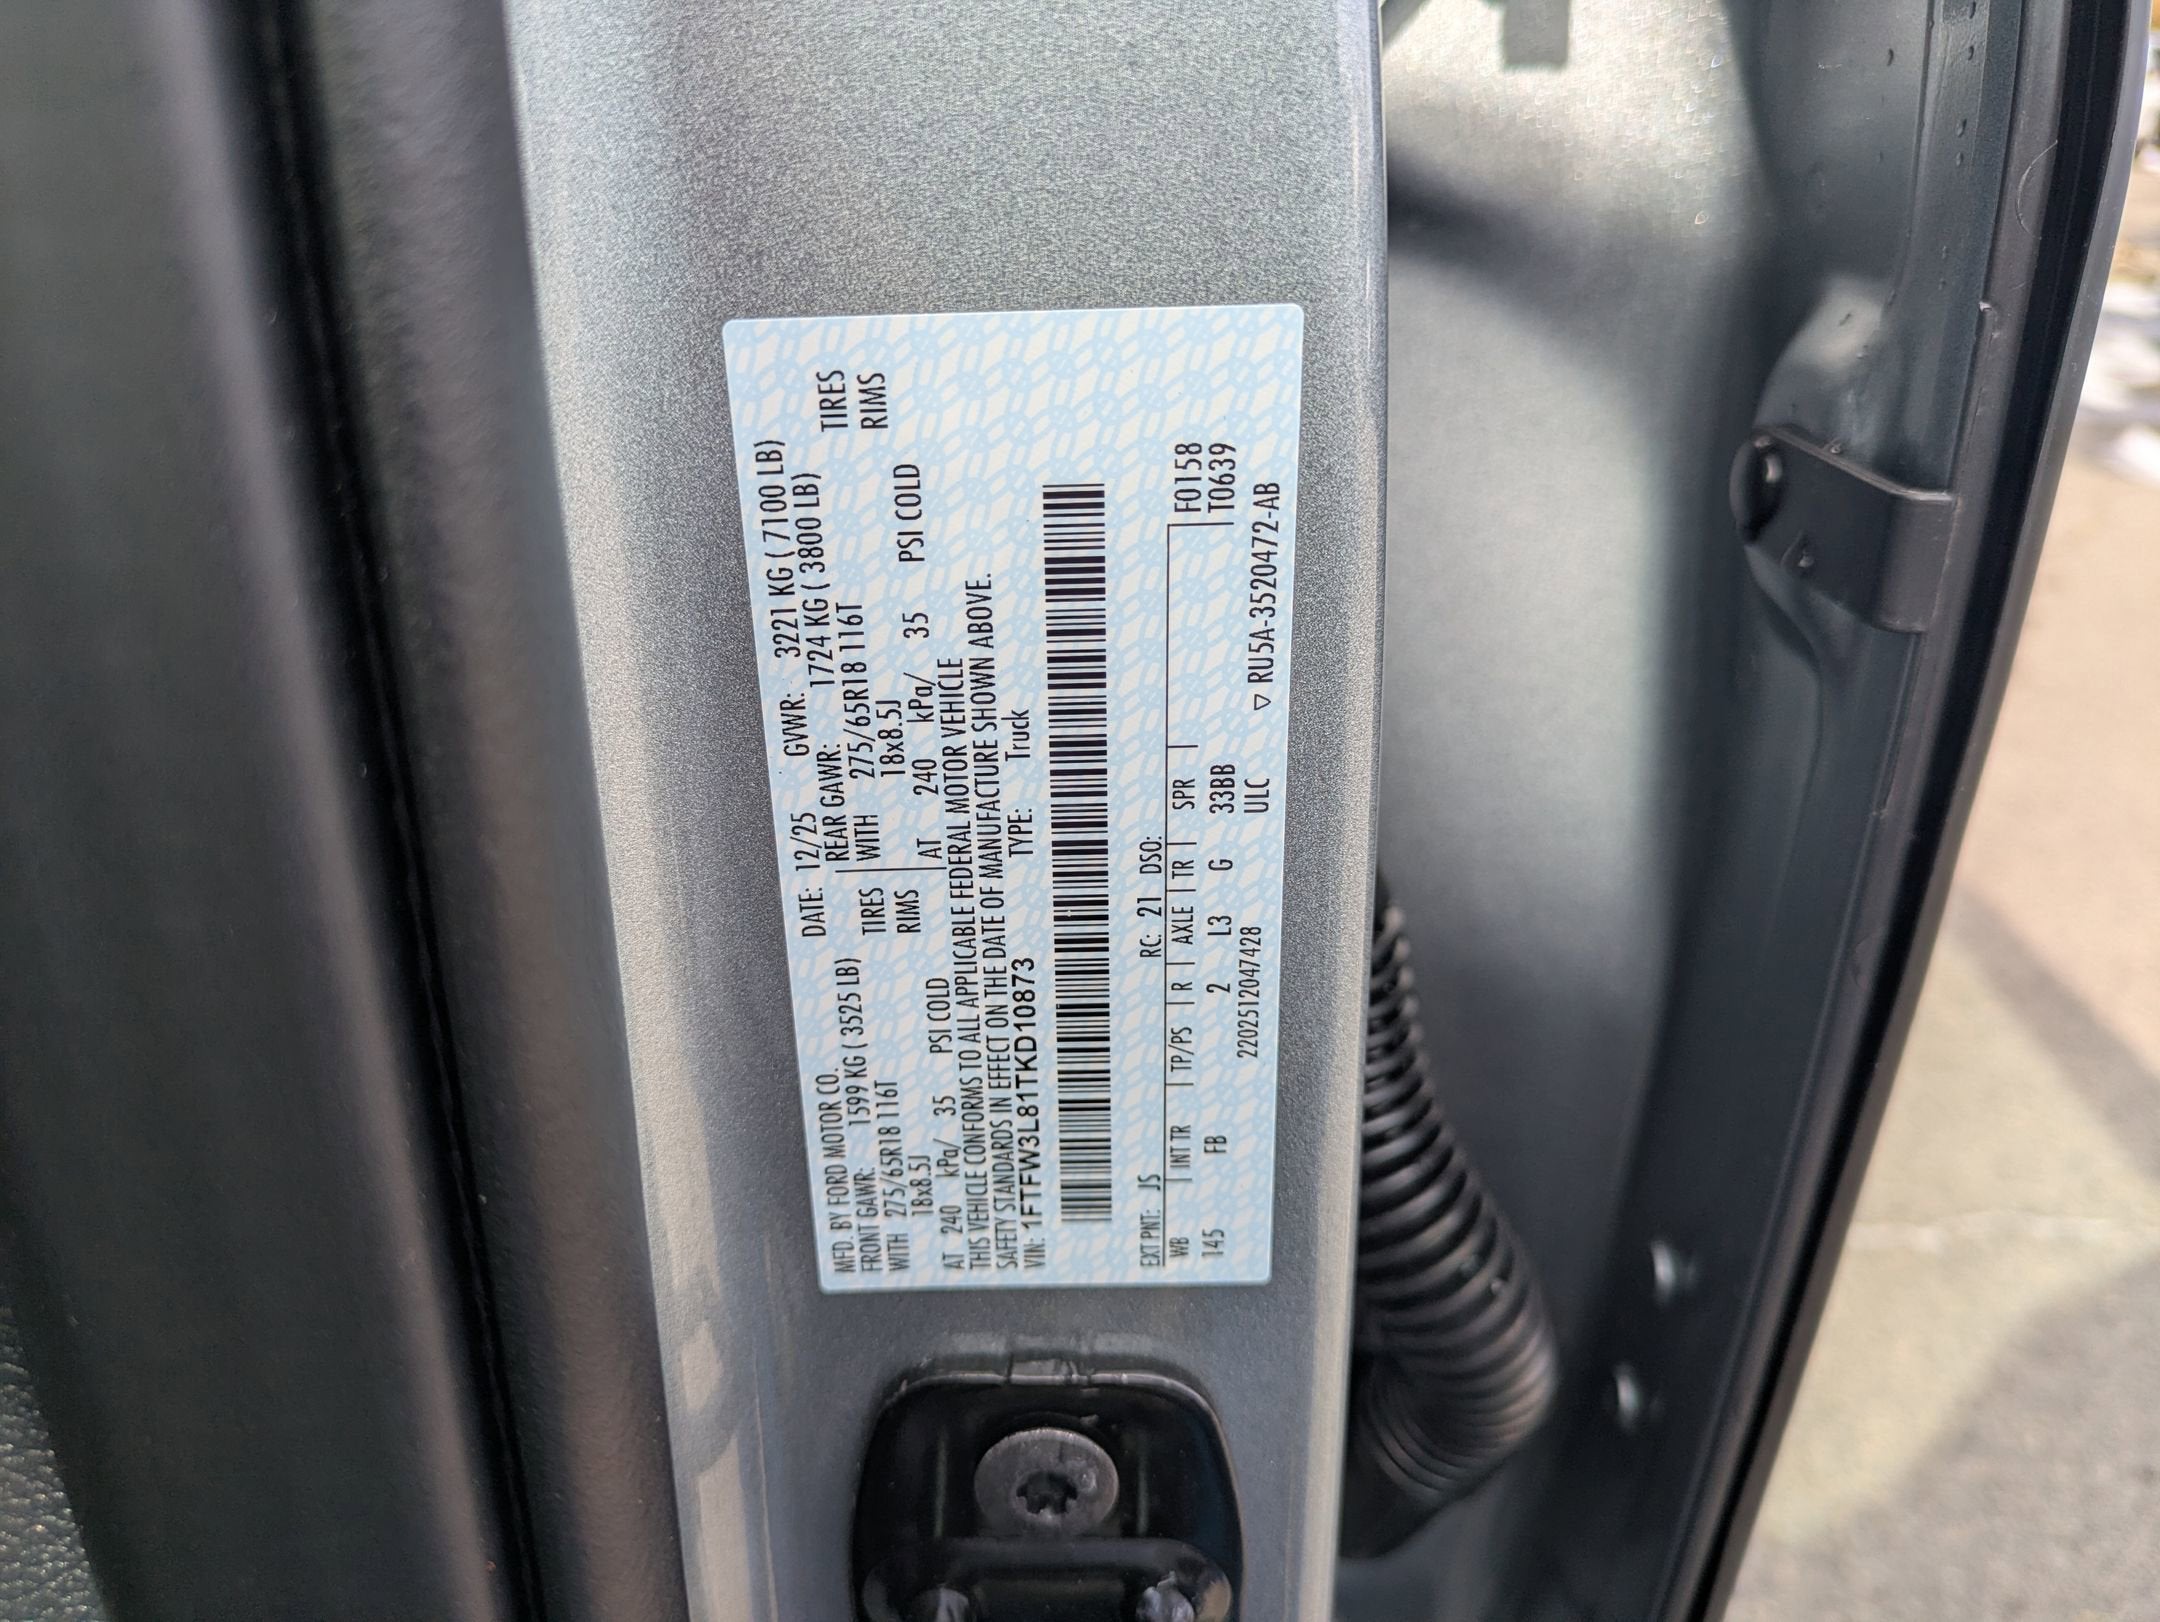 MFD. BY FORD MOTOR CO. DATE: 12/25 GVWR: 3221 KG ( 7100 LB)
FRONT GAWR: 1599 KG ( 3525 LB) REAR GAWR: 1724 KG ( 3800 LB)
WITH 275/65R18 116T TIRES WITH 275/65R18 116T TIRES
18x8.5J RIMS 18x8.5J RIMS
AT 240 kPa/ 35 PSI COLD AT 240 kPa/ 35 PSI COLD
THIS VEHICLE CONFORMS TO ALL APPLICABLE FEDERAL MOTOR VEHICLE
SAFETY STANDARDS IN EFFECT ON THE DATE OF MANUFACTURE SHOWN ABOVE.
VIN: 1FTFW3L81TKD10873 TYPE: Truck
EXT PNT: JS RC: 21 DSO:
WB INT TR TP/PS R AXLE TR SPR F0158
145 FB 2 L3 G 33BB T0639
2202512047428 ULC ▽ RU5A-3520472-AB